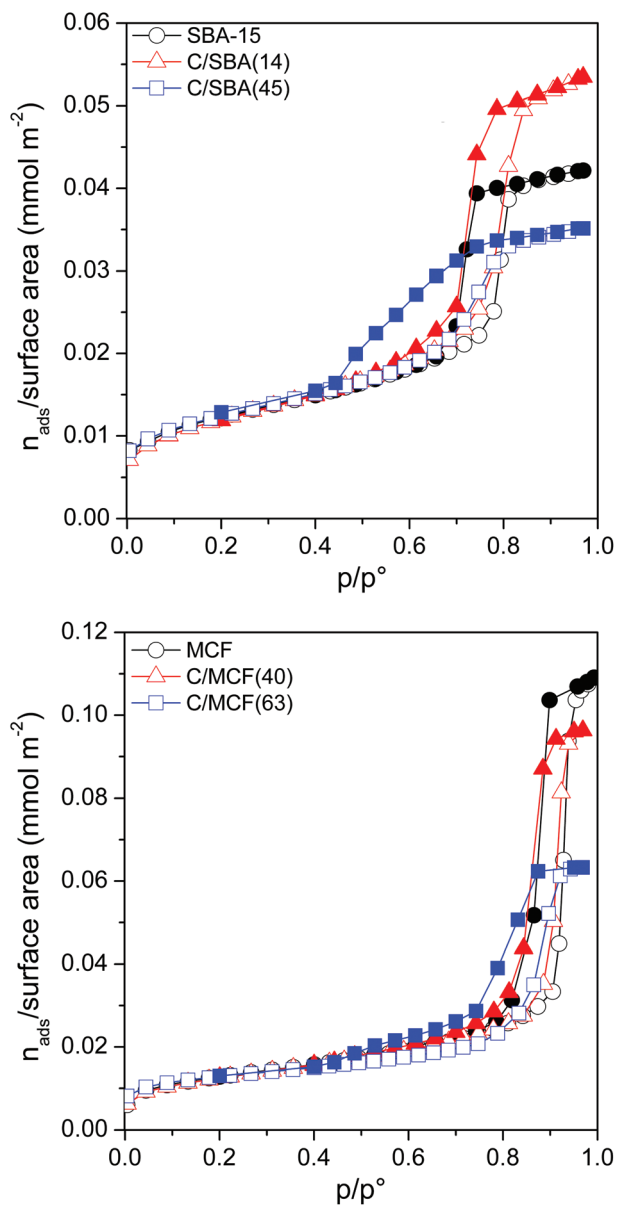 SBA-15
C/SBA(14)
C/SBA(45)
0.06
0.05
0.04
0.03
0.02
0.01
0.00
n_ads/surface area (mmol m⁻²)
0.0 0.2 0.4 0.6 0.8 1.0
p/p°
MCF
C/MCF(40)
C/MCF(63)
0.12
0.10
0.08
0.06
0.04
0.02
0.00
n_ads/surface area (mmol m⁻²)
0.0 0.2 0.4 0.6 0.8 1.0
p/p°